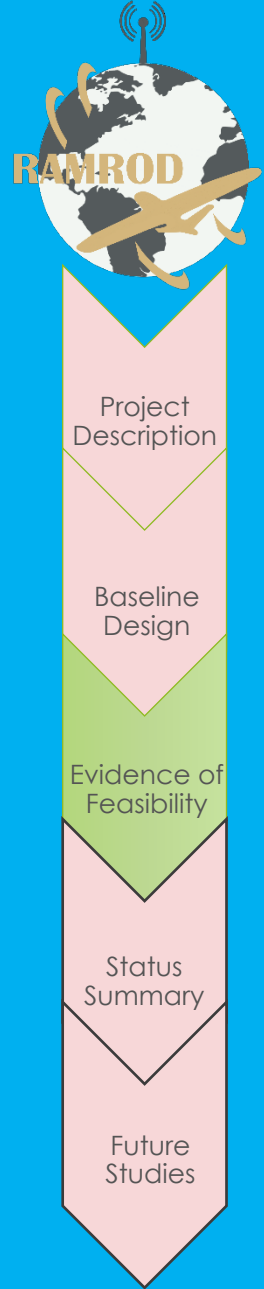 RAMROD
Project
Description
Baseline
Design
Evidence of
Feasibility
Status
Summary
Future
Studies